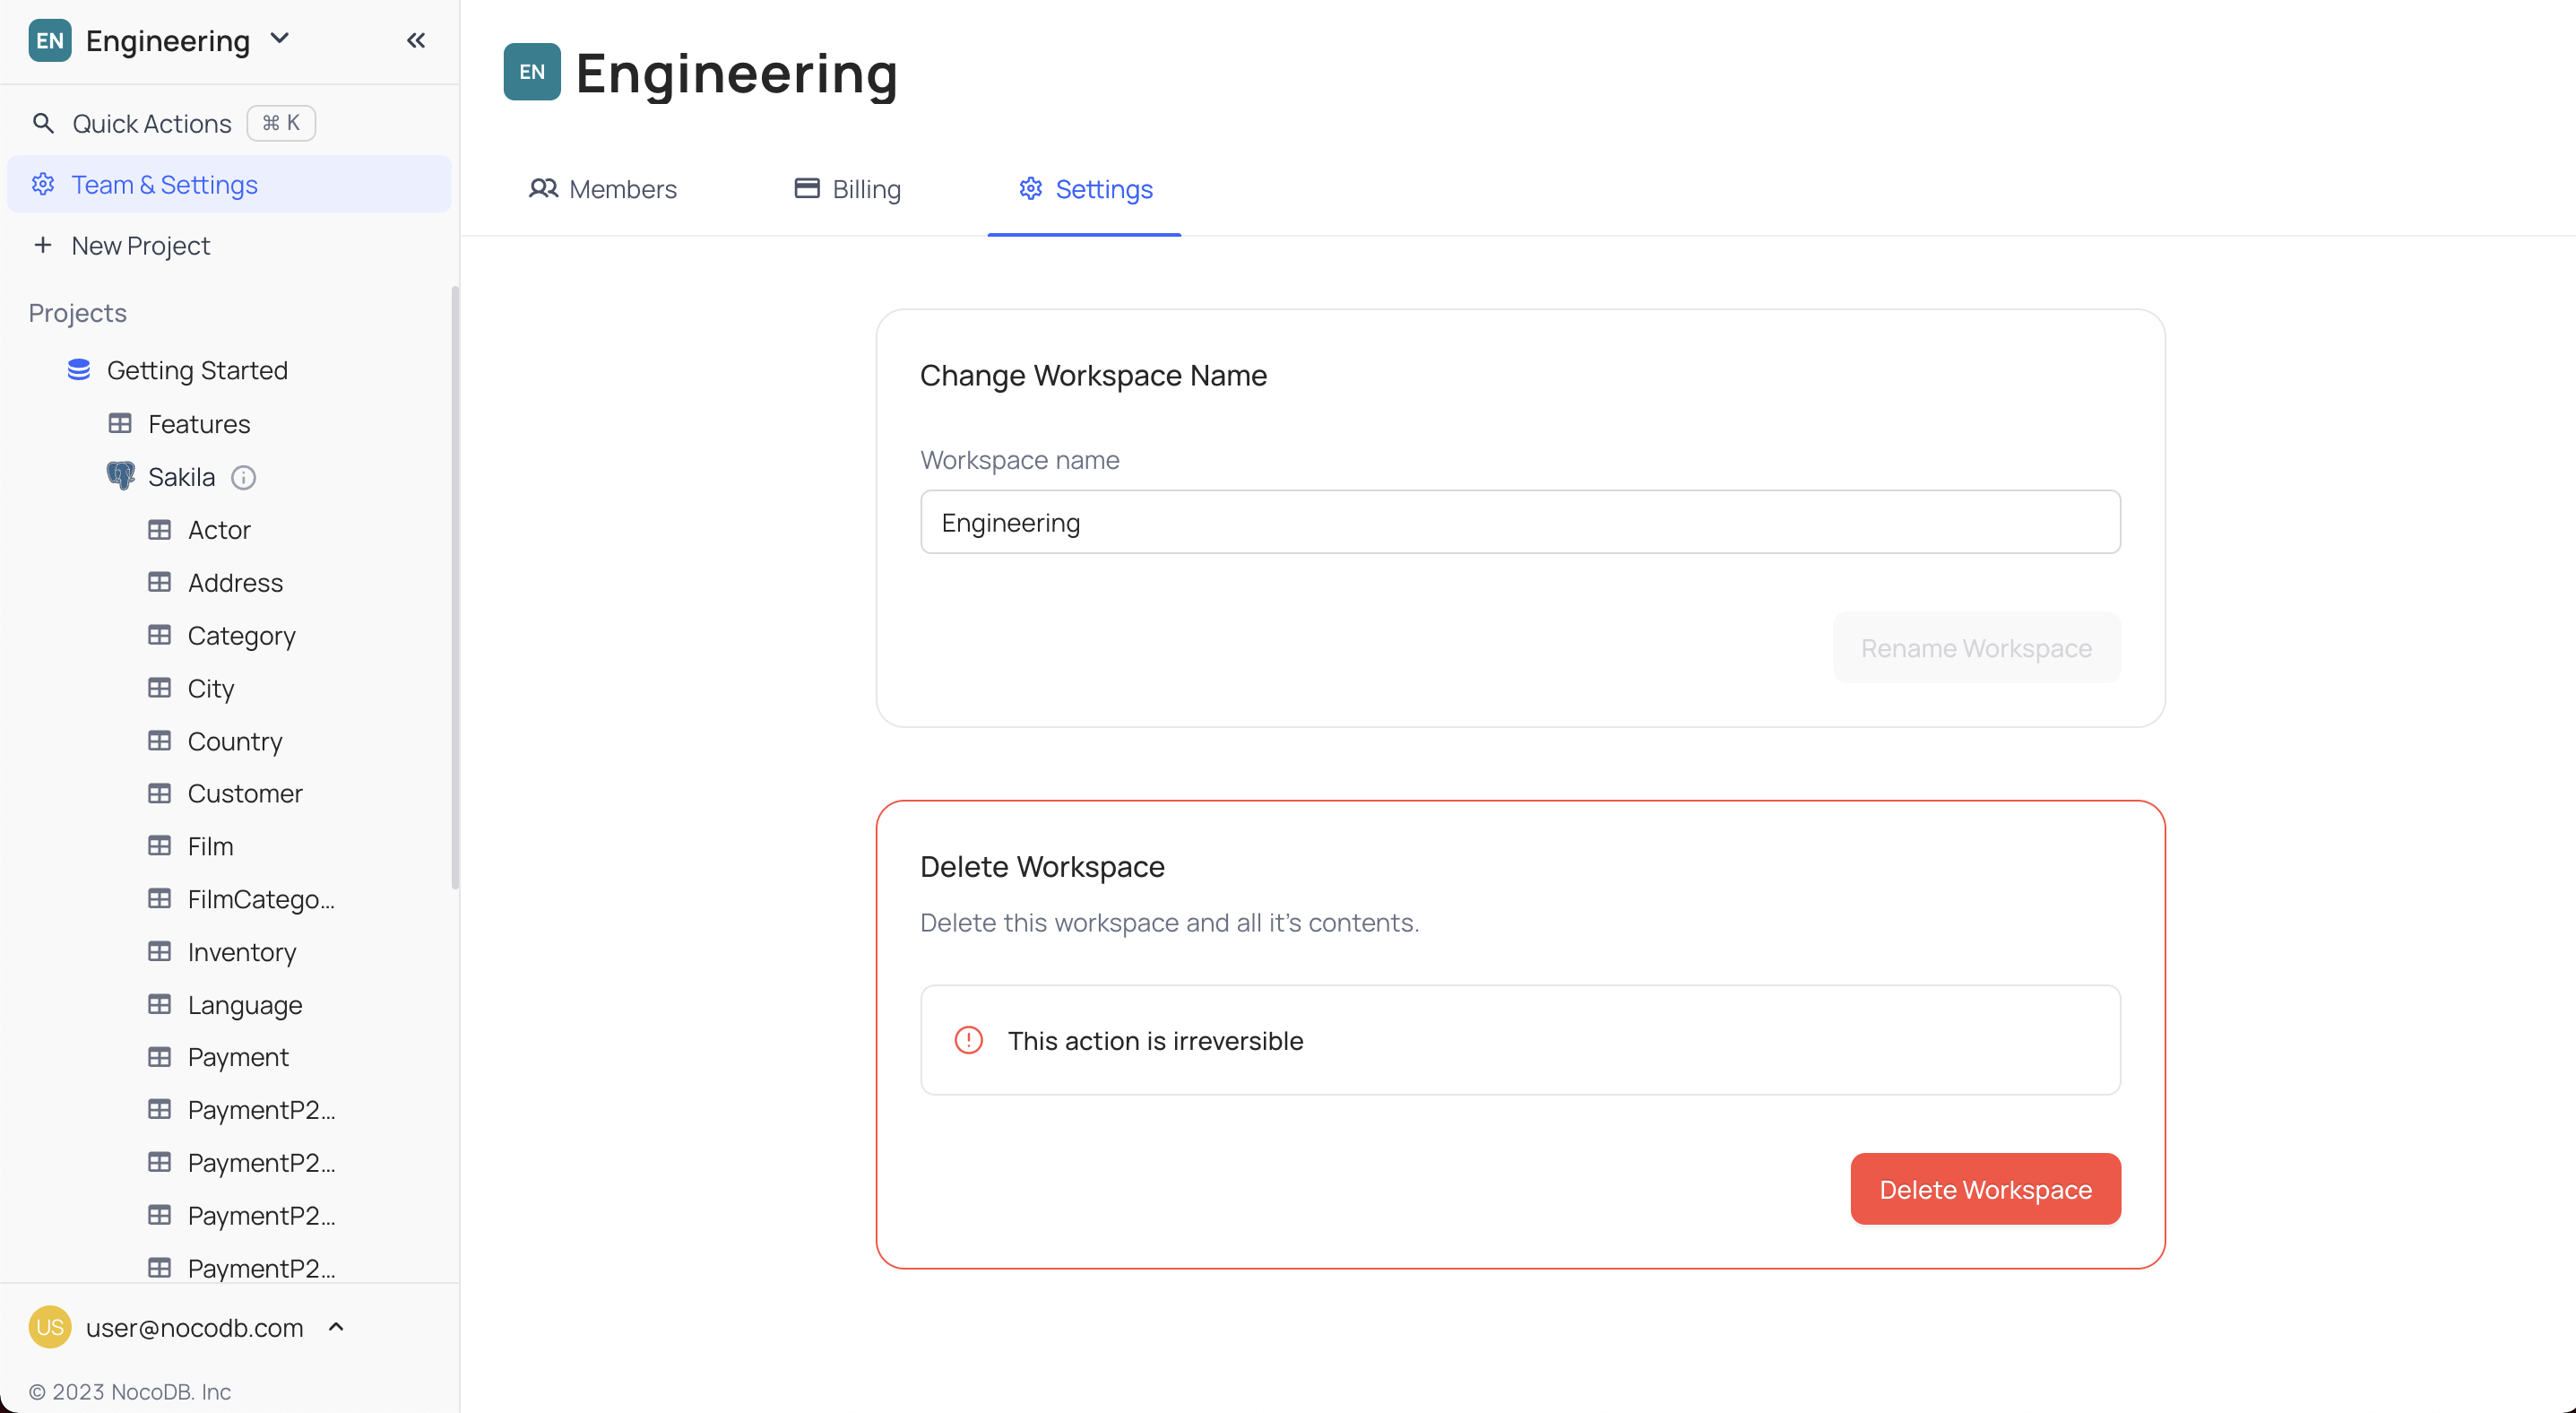 EN Engineering
Quick Actions ⌘ K
Team & Settings
+ New Project
Projects
Getting Started
Features
Sakila
Actor
Address
Category
City
Country
Customer
Film
FilmCatego...
Inventory
Language
Payment
PaymentP2...
PaymentP2...
PaymentP2...
PaymentP2...
US user@nocodb.com
© 2023 NocoDB. Inc
EN Engineering
Members Billing Settings
Change Workspace Name
Workspace name
Engineering
Rename Workspace
Delete Workspace
Delete this workspace and all it’s contents.
This action is irreversible
Delete Workspace